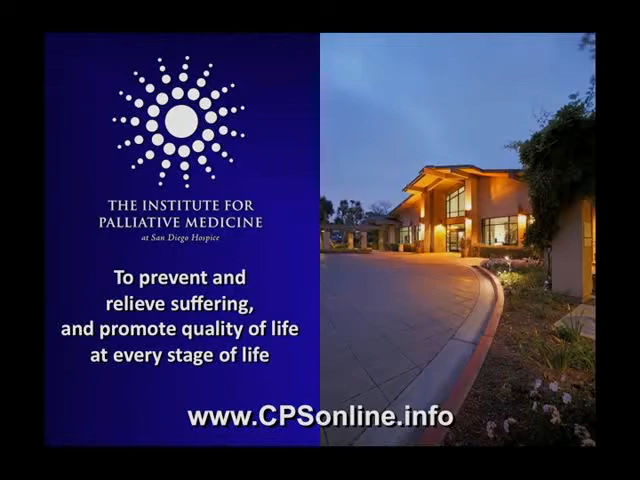 THE INSTITUTE FOR
PALLIATIVE MEDICINE
at San Diego Hospice
To prevent and
relieve suffering,
and promote quality of life
at every stage of life
www.CPSonline.info